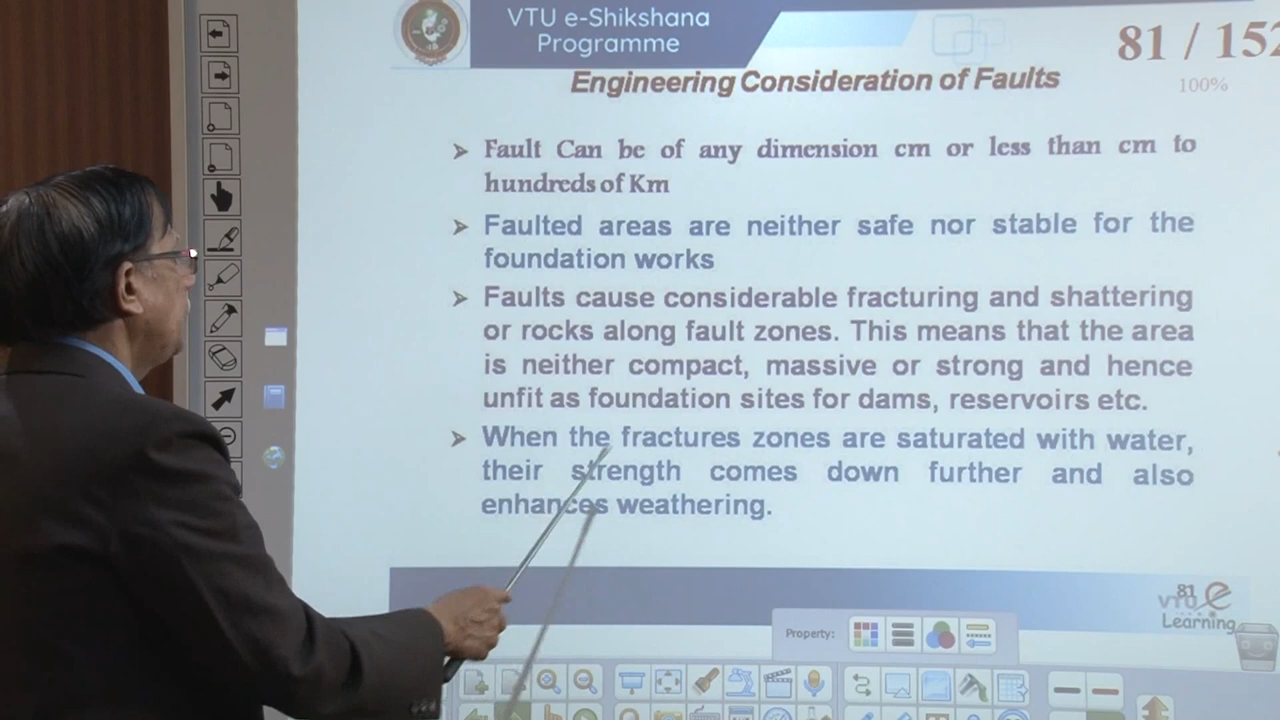 VTU e-Shikshana
Programme
81 / 152
100%
Engineering Consideration of Faults
➤ Fault Can be of any dimension cm or less than cm to
hundreds of Km
➤ Faulted areas are neither safe nor stable for the
foundation works
➤ Faults cause considerable fracturing and shattering
or rocks along fault zones. This means that the area
is neither compact, massive or strong and hence
unfit as foundation sites for dams, reservoirs etc.
➤ When the fractures zones are saturated with water,
their strength comes down further and also
enhances weathering.
81
VTU e
Learning
Property: